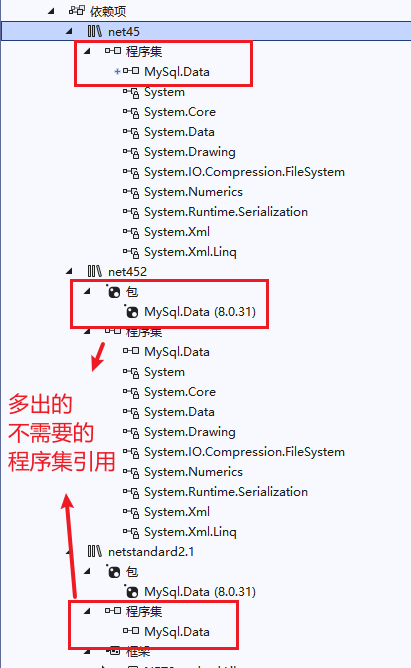 依赖项
net45
程序集
MySql.Data
System
System.Core
System.Data
System.Drawing
System.IO.Compression.FileSystem
System.Numerics
System.Runtime.Serialization
System.Xml
System.Xml.Linq
net452
包
MySql.Data (8.0.31)
程序集
MySql.Data
System
System.Core
System.Data
System.Drawing
System.IO.Compression.FileSystem
System.Numerics
System.Runtime.Serialization
System.Xml
System.Xml.Linq
多出的
不需要的
程序集引用
netstandard2.1
包
MySql.Data (8.0.31)
程序集
MySql.Data
框架